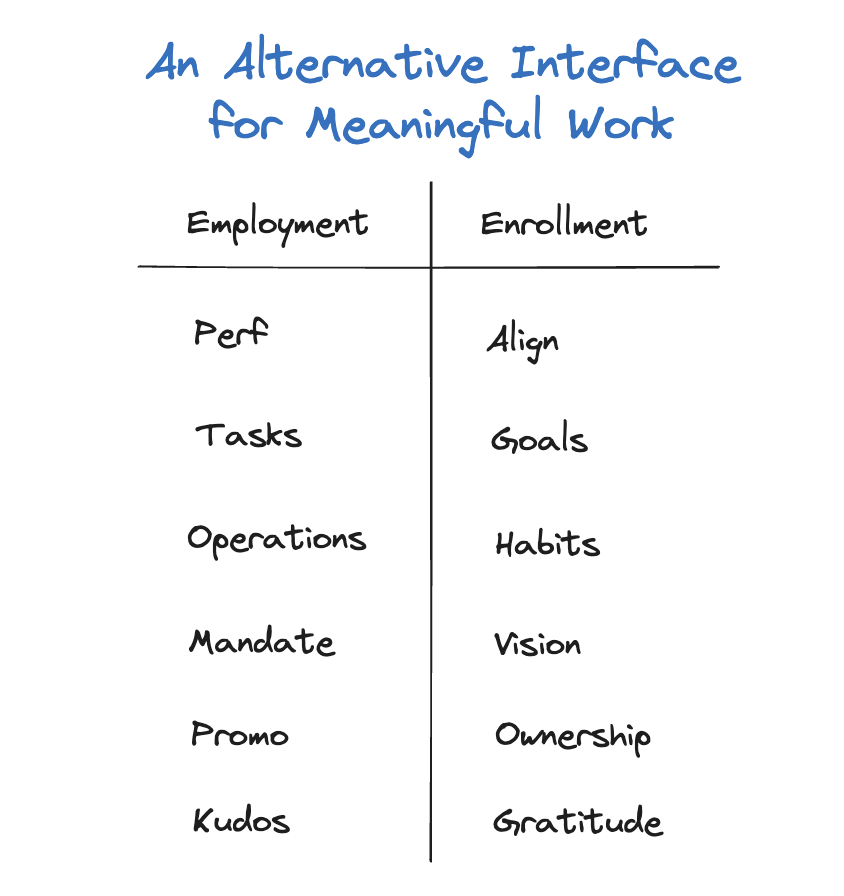 An Alternative Interface
for Meaningful Work
Employment Enrollment
Perf Align
Tasks Goals
Operations Habits
Mandate Vision
Promo Ownership
Kudos Gratitude